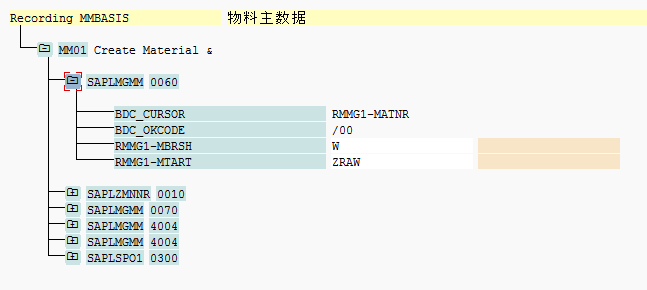 Recording MMBASIS 物料主数据
MM01 Create Material &
SAPLMGMM 0060
BDC_CURSOR RMMG1-MATNR
BDC_OKCODE /00
RMMG1-MBRSH W
RMMG1-MTART ZRAW
SAPLZMNNR 0010
SAPLMGMM 0070
SAPLMGMM 4004
SAPLMGMM 4004
SAPLSPO1 0300